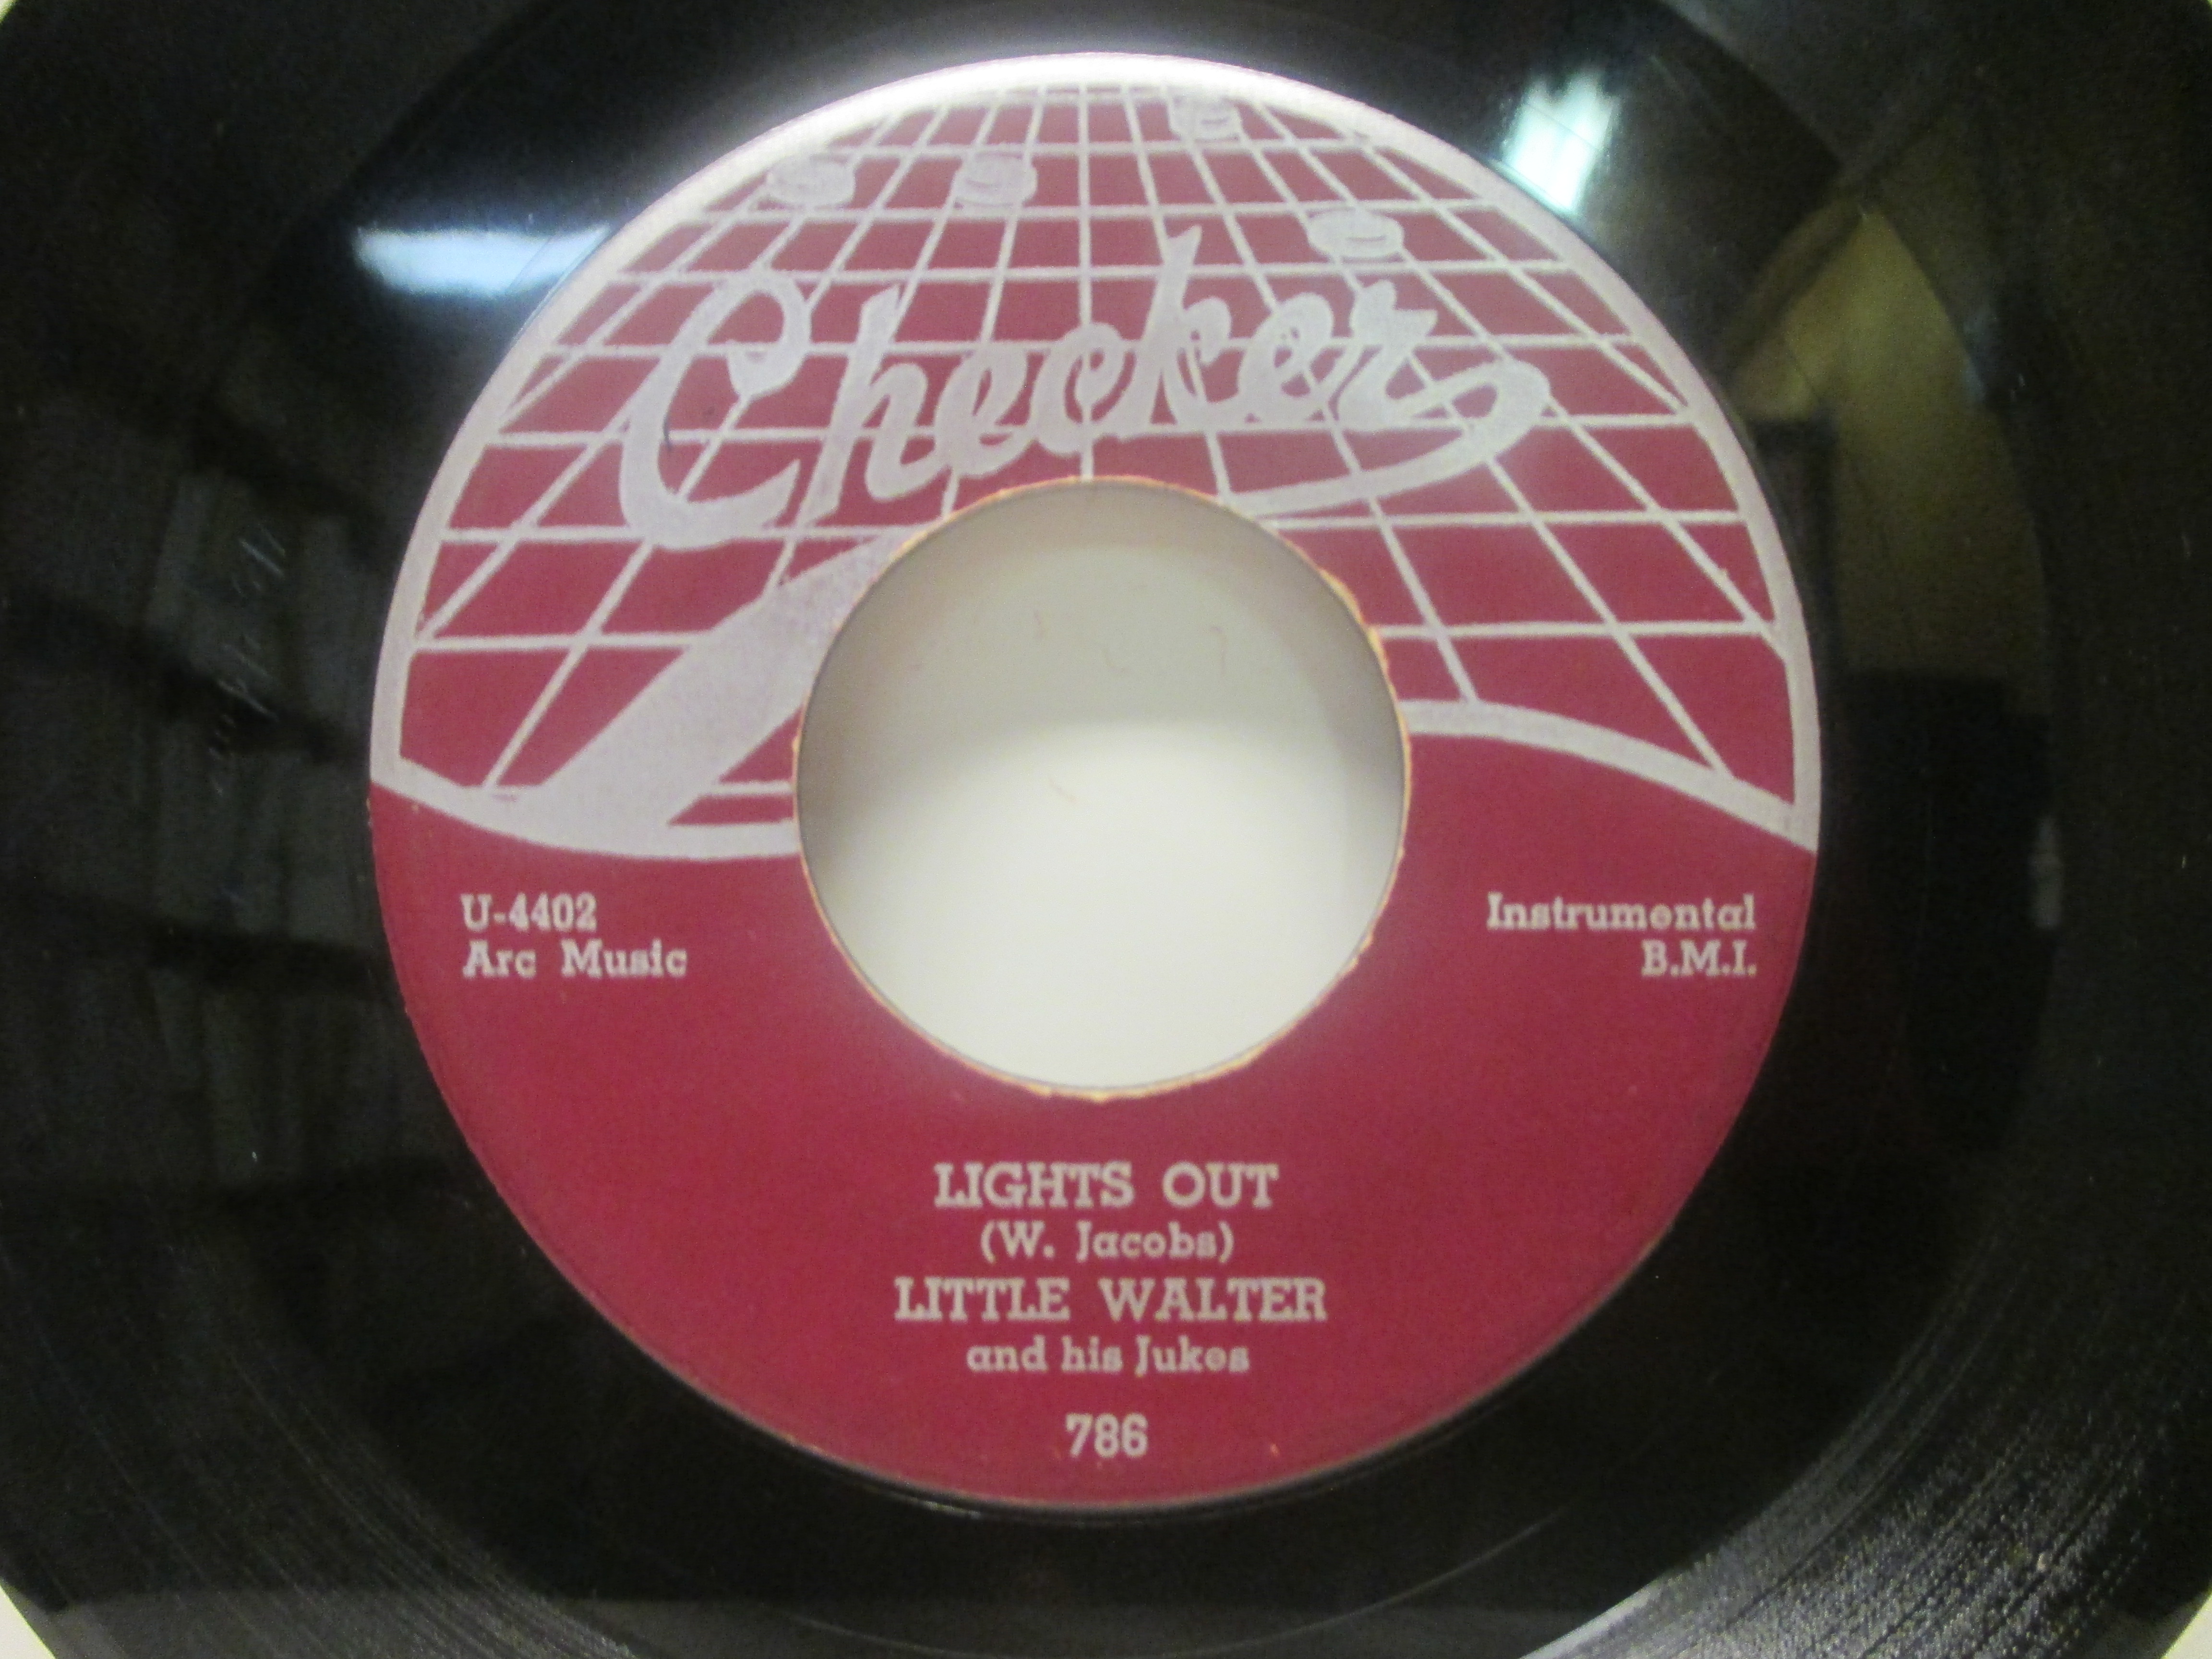 Checker
U-4402
Arc Music
Instrumental
B.M.I.
LIGHTS OUT
(W. Jacobs)
LITTLE WALTER
and his Jukes
786